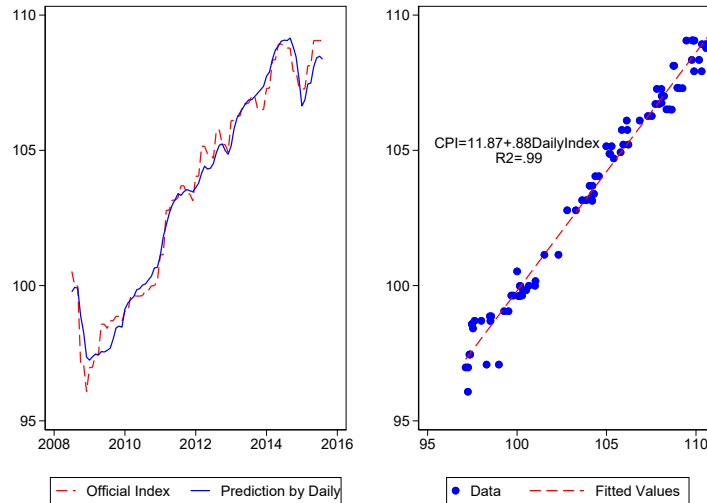 110
105
100
95
2008 2010 2012 2014 2016
Official Index Prediction by Daily
110
105
100
95
CPI=11.87+.88DailyIndex
R2=.99
95 100 105 110
Data Fitted Values